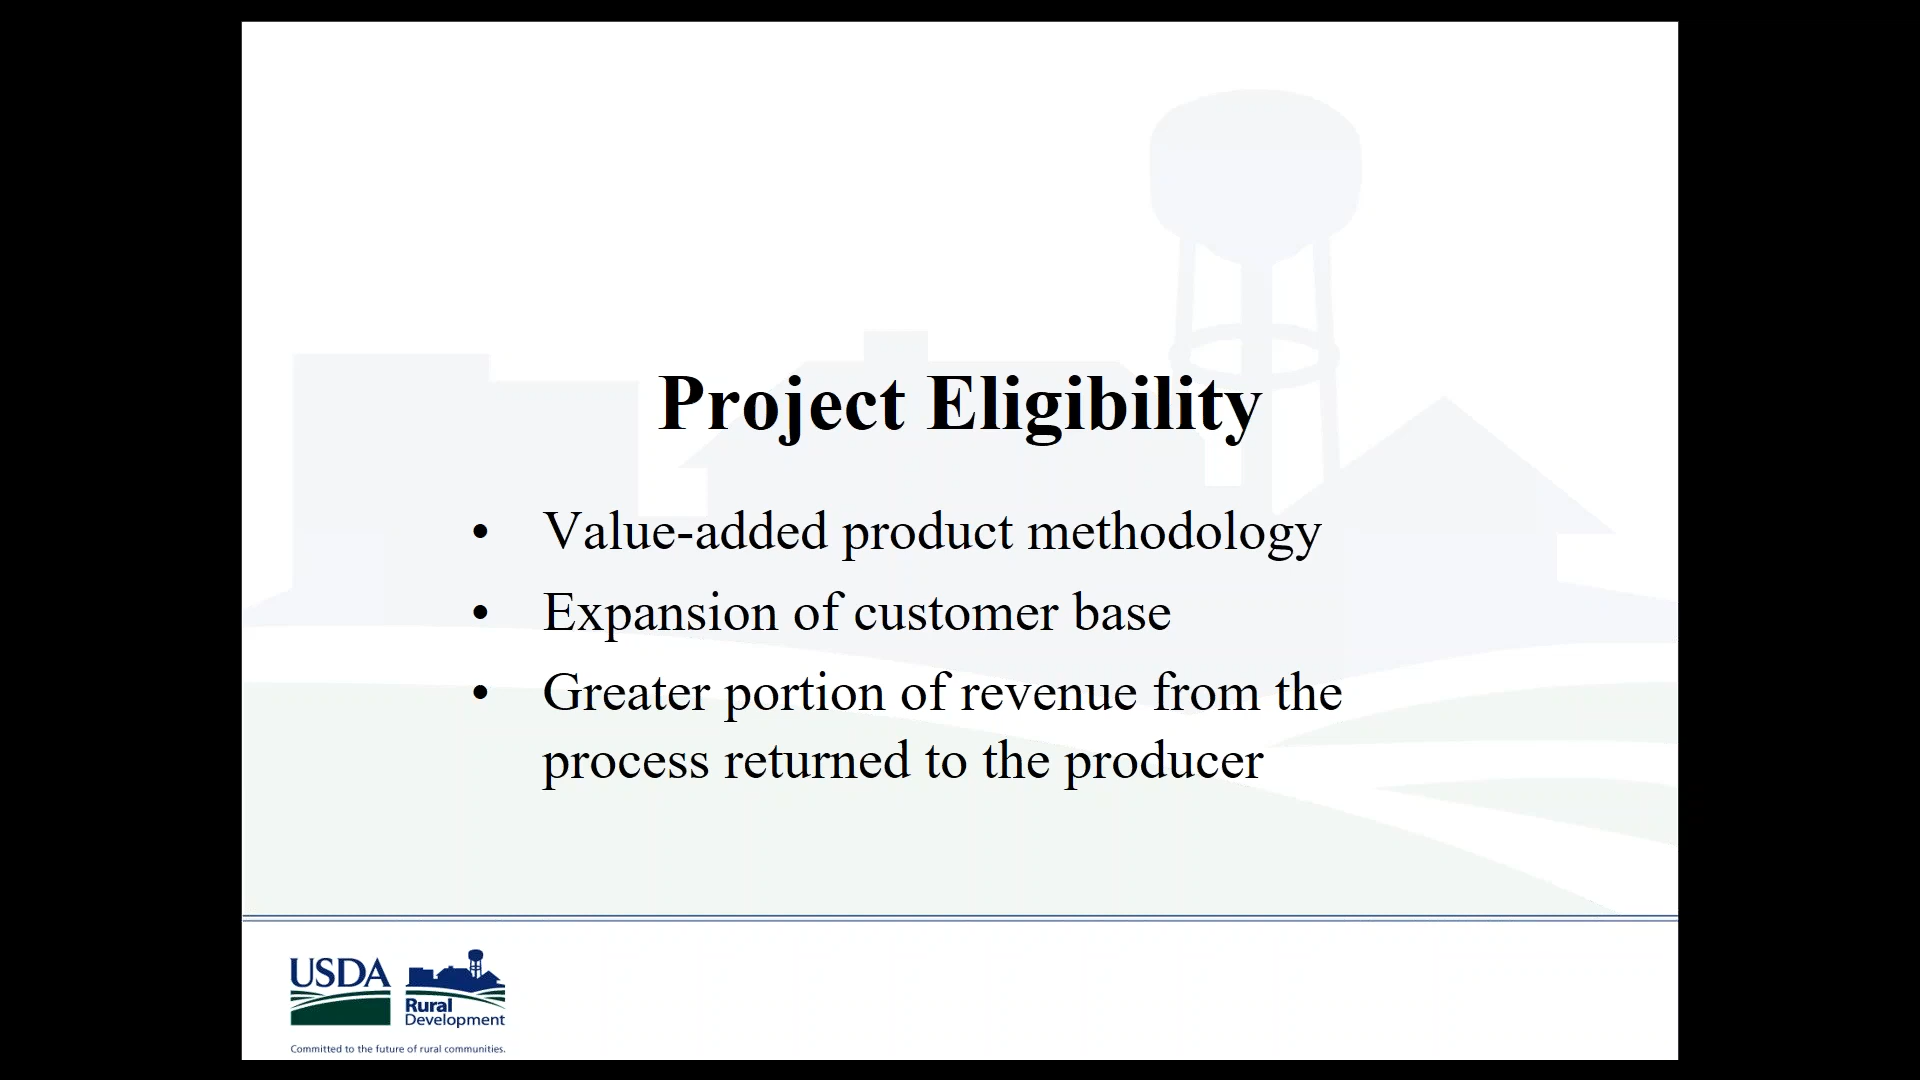 Project Eligibility
• Value-added product methodology
• Expansion of customer base
• Greater portion of revenue from the
process returned to the producer
USDA
Rural
Development
Committed to the future of rural communities.